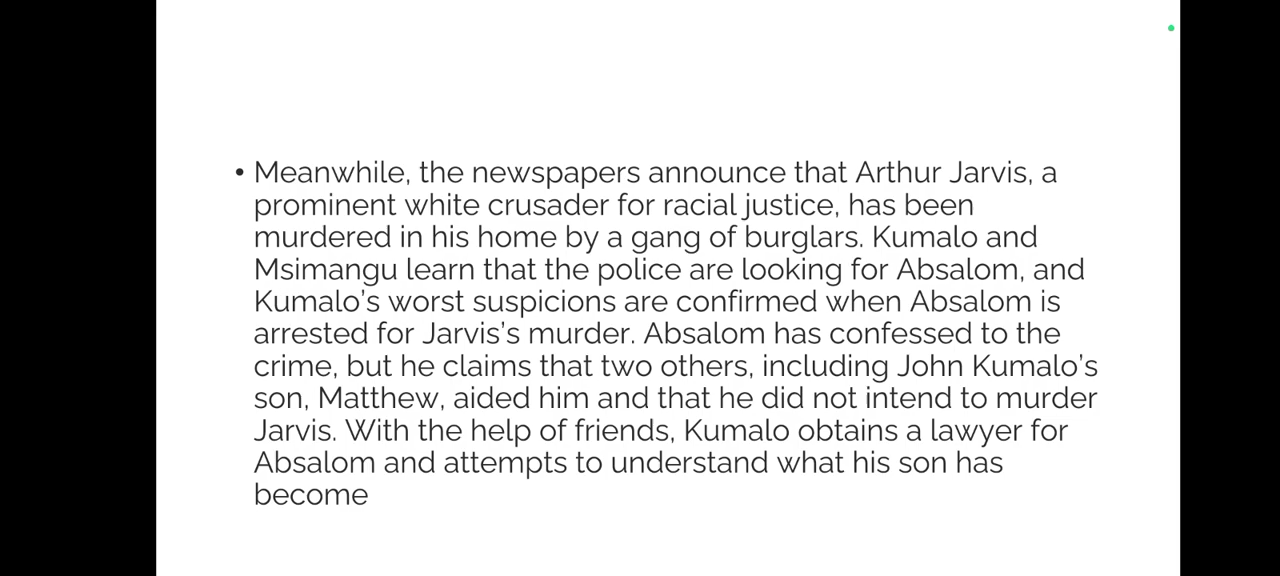 • Meanwhile, the newspapers announce that Arthur Jarvis, a
prominent white crusader for racial justice, has been
murdered in his home by a gang of burglars. Kumalo and
Msimangu learn that the police are looking for Absalom, and
Kumalo’s worst suspicions are confirmed when Absalom is
arrested for Jarvis’s murder. Absalom has confessed to the
crime, but he claims that two others, including John Kumalo’s
son, Matthew, aided him and that he did not intend to murder
Jarvis. With the help of friends, Kumalo obtains a lawyer for
Absalom and attempts to understand what his son has
become